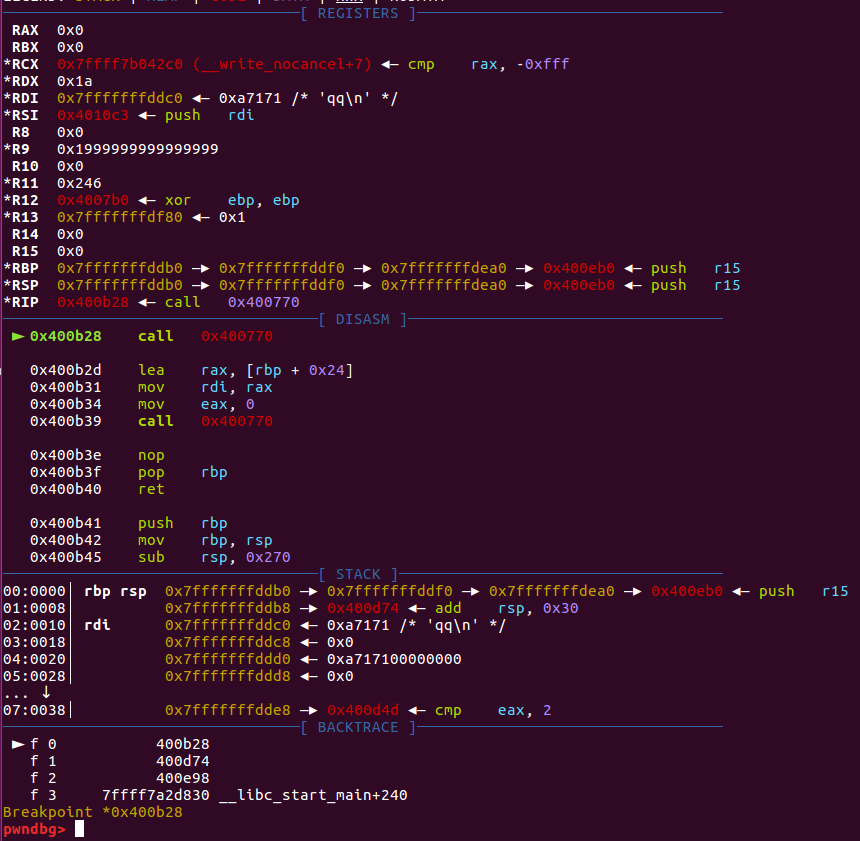 [ REGISTERS ]
RAX 0x0
RBX 0x0
*RCX 0x7ffff7b042c0 (__write_nocancel+7) ◂— cmp rax, -0xfff
*RDX 0x1a
*RDI 0x7fffffffddc0 ◂— 0xa7171 /* 'qq\n' */
*RSI 0x4010c3 ◂— push rdi
R8 0x0
*R9 0x1999999999999999
R10 0x0
*R11 0x246
*R12 0x4007b0 ◂— xor ebp, ebp
*R13 0x7fffffffdf80 ◂— 0x1
R14 0x0
R15 0x0
*RBP 0x7fffffffddb0 —▸ 0x7fffffffddf0 —▸ 0x7fffffffdea0 —▸ 0x400eb0 ◂— push r15
*RSP 0x7fffffffddb0 —▸ 0x7fffffffddf0 —▸ 0x7fffffffdea0 —▸ 0x400eb0 ◂— push r15
*RIP 0x400b28 ◂— call 0x400770
[ DISASM ]
► 0x400b28 call 0x400770
0x400b2d lea rax, [rbp + 0x24]
0x400b31 mov rdi, rax
0x400b34 mov eax, 0
0x400b39 call 0x400770
0x400b3e nop
0x400b3f pop rbp
0x400b40 ret
0x400b41 push rbp
0x400b42 mov rbp, rsp
0x400b45 sub rsp, 0x270
[ STACK ]
00:0000│ rbp rsp 0x7fffffffddb0 —▸ 0x7fffffffddf0 —▸ 0x7fffffffdea0 —▸ 0x400eb0 ◂— push r15
01:0008│ 0x7fffffffddb8 —▸ 0x400d74 ◂— add rsp, 0x30
02:0010│ rdi 0x7fffffffddc0 ◂— 0xa7171 /* 'qq\n' */
03:0018│ 0x7fffffffddc8 ◂— 0x0
04:0020│ 0x7fffffffddd0 ◂— 0xa717100000000
05:0028│ 0x7fffffffddd8 ◂— 0x0
... ↓
07:0038│ 0x7fffffffdde8 —▸ 0x400d4d ◂— cmp eax, 2
[ BACKTRACE ]
► f 0 400b28
f 1 400d74
f 2 400e98
f 3 7ffff7a2d830 __libc_start_main+240
Breakpoint *0x400b28
pwndbg>